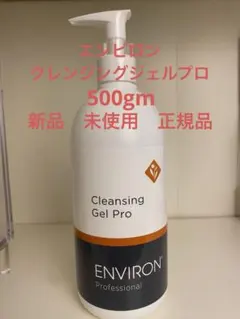 エンビロン
クレンジングジェルプロ
500gm
新品　未使用　正規品
Cleansing
Gel Pro
ENVIRON®
Professional